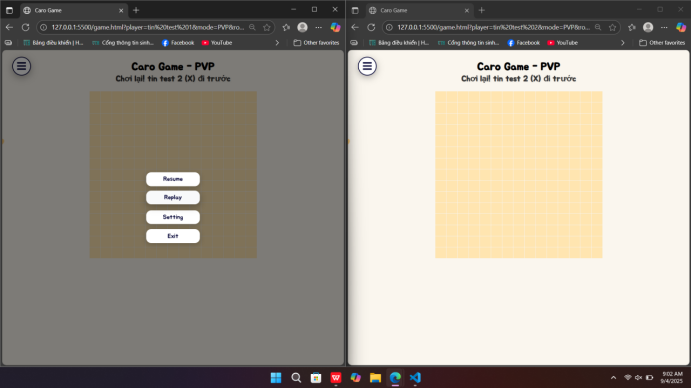 Caro Game
127.0.0.1:5500/game.html?player=tin%20test%201&mode=PVP&ro
Bảng điều khiển | H...
Cổng thông tin sinh...
Facebook
YouTube
Other favorites
Caro Game - PVP
Chơi lại! tin test 2 (X) đi trước
Resume
Replay
Setting
Exit
Caro Game
127.0.0.1:5500/game.html?player=tin%20test%202&mode=PVP&ro
Bảng điều khiển | H...
Cổng thông tin sinh...
Facebook
YouTube
Other favorites
Caro Game - PVP
Chơi lại! tin test 2 (X) đi trước
9:02 AM
9/4/2025